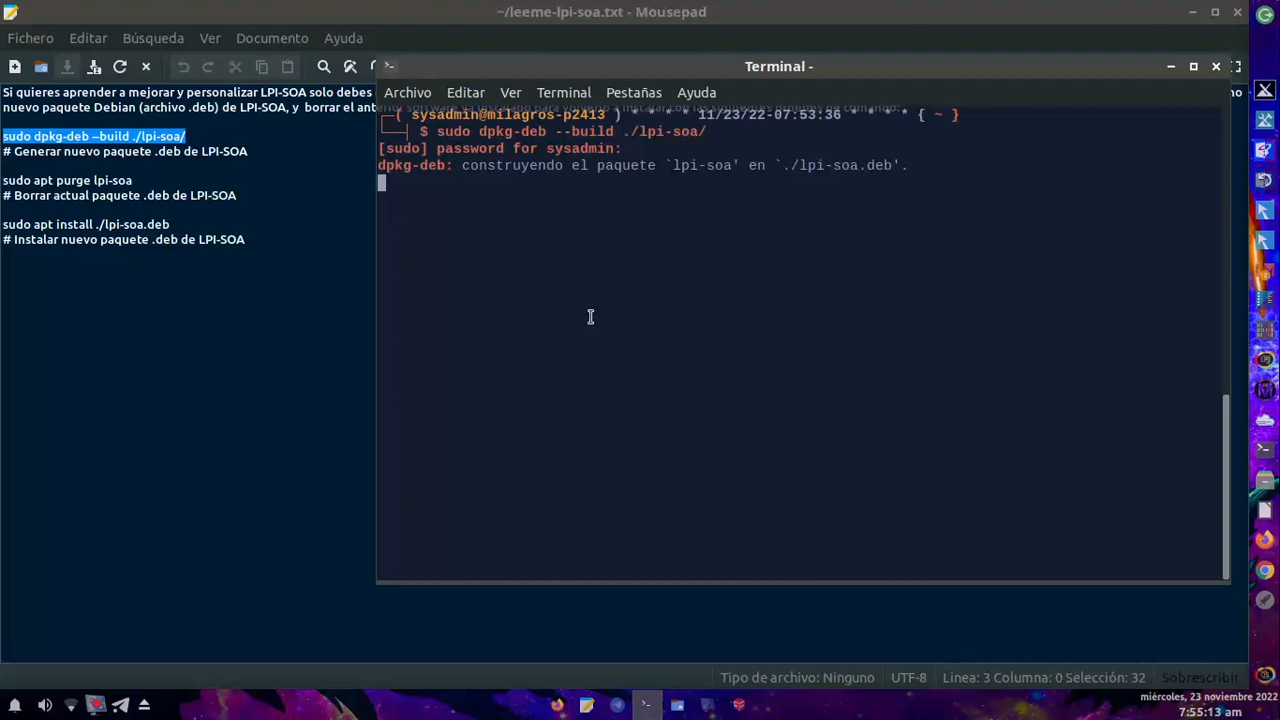 ~/leeme-lpi-soa.txt - Mousepad
Fichero Editar Búsqueda Ver Documento Ayuda
Si quieres aprender a mejorar y personalizar LPI-SOA solo debes
nuevo paquete Debian (archivo .deb) de LPI-SOA, y borrar el ant
sudo dpkg-deb –build ./lpi-soa/
# Generar nuevo paquete .deb de LPI-SOA
sudo apt purge lpi-soa
# Borrar actual paquete .deb de LPI-SOA
sudo apt install ./lpi-soa.deb
# Instalar nuevo paquete .deb de LPI-SOA
Terminal -
Archivo Editar Ver Terminal Pestañas Ayuda
( sysadmin@milagros-p2413 ) * * * * 11/23/22-07:53:36 * * * * { ~ }
$ sudo dpkg-deb --build ./lpi-soa/
[sudo] password for sysadmin:
dpkg-deb: construyendo el paquete `lpi-soa' en `./lpi-soa.deb'.
Tipo de archivo: Ninguno UTF-8 Linea: 3 Columna: 0 Selección: 32 Sobrescribir
miércoles, 23 noviembre 2022
7:55:13 am